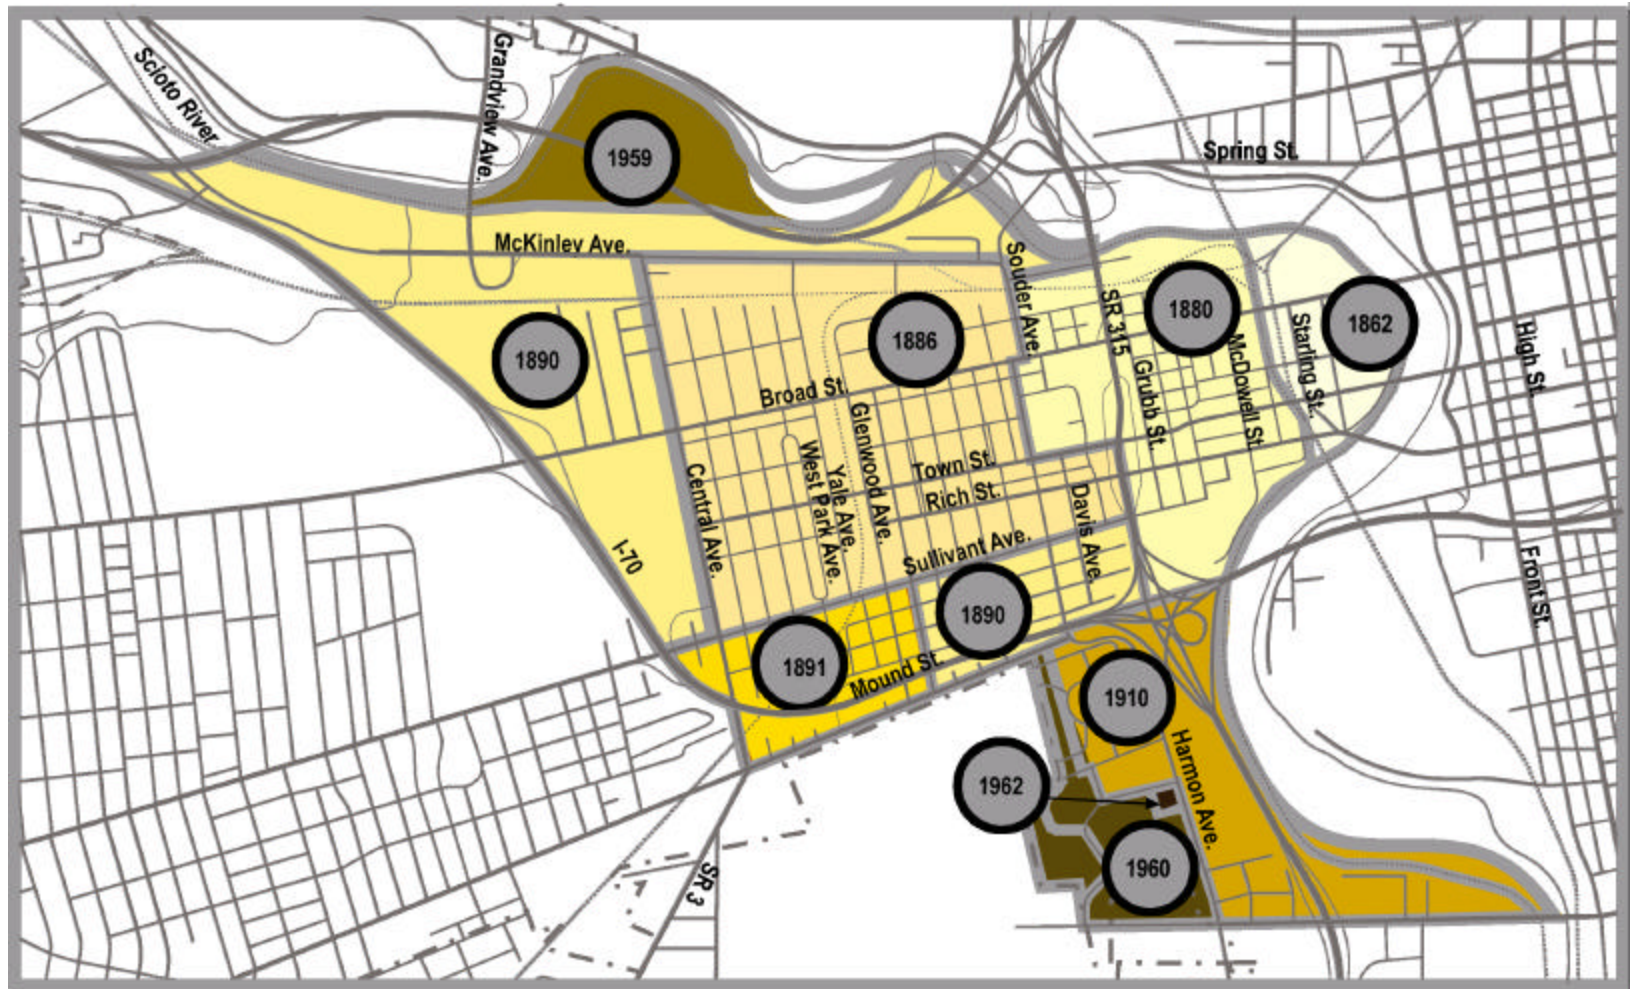 Scioto River
Grandview Ave.
1959
Spring St.
McKinley Ave.
Souder Ave.
SR 315
1880
1862
1890
1886
McDowell St.
Starling St.
High St.
Grubb St.
Broad St.
Glenwood Ave.
Yale Ave.
West Park Ave.
Town St.
Rich St.
Central Ave.
Davis Ave.
I-70
Sullivant Ave.
Front St.
1890
1891
Mound St.
1910
1962
Harmon Ave.
1960
SR 3